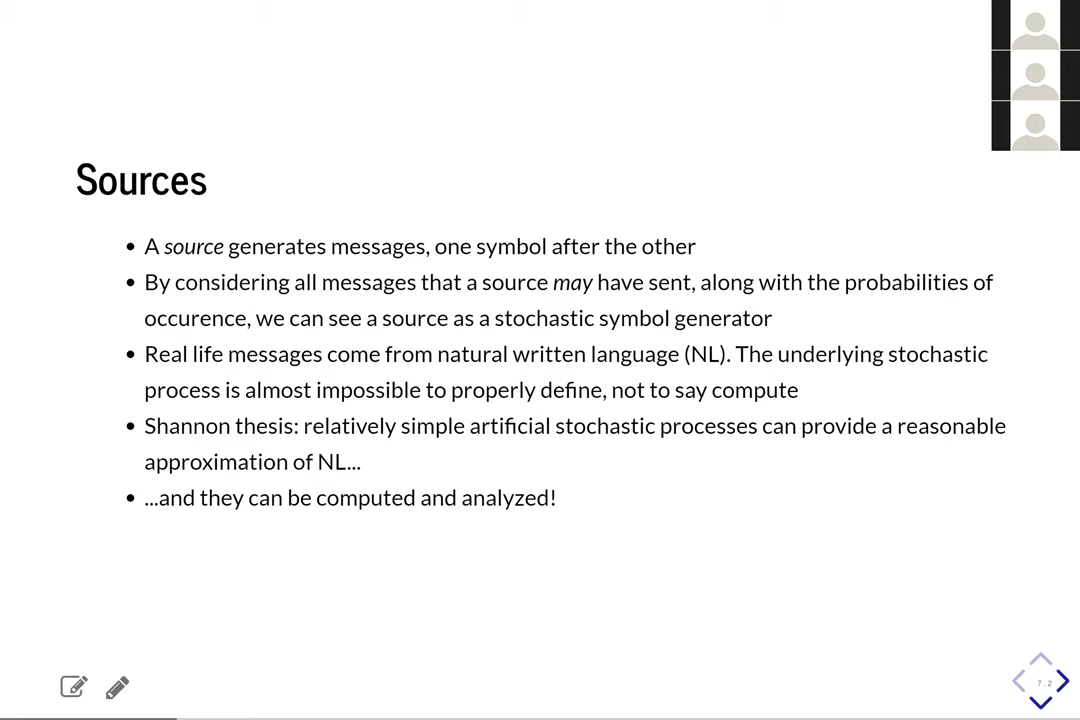 Sources
• A source generates messages, one symbol after the other
• By considering all messages that a source may have sent, along with the probabilities of
occurence, we can see a source as a stochastic symbol generator
• Real life messages come from natural written language (NL). The underlying stochastic
process is almost impossible to properly define, not to say compute
• Shannon thesis: relatively simple artificial stochastic processes can provide a reasonable
approximation of NL...
• ...and they can be computed and analyzed!
7.2